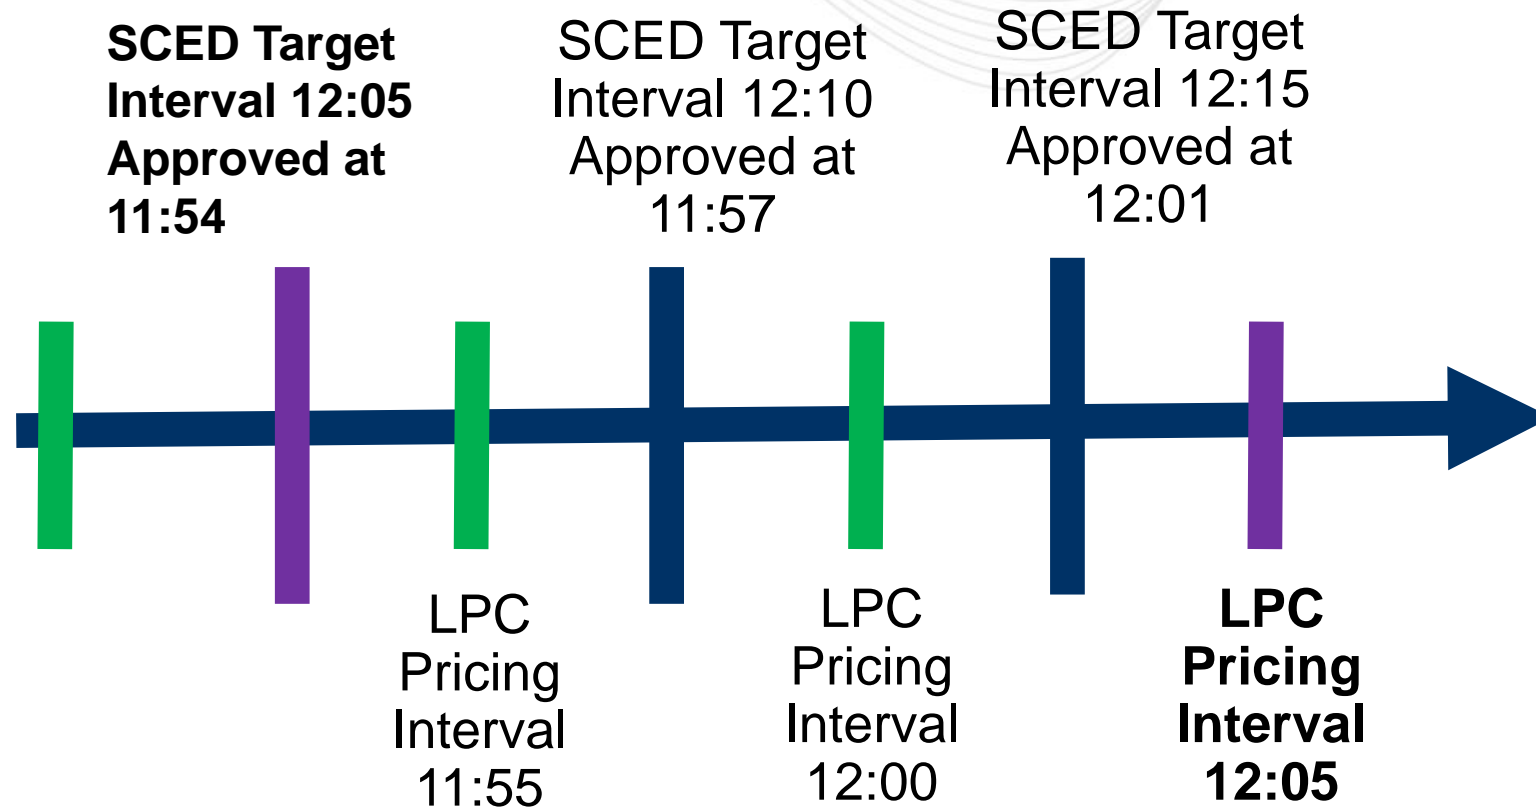 SCED Target
Interval 12:05
Approved at
11:54
SCED Target
Interval 12:10
Approved at
11:57
SCED Target
Interval 12:15
Approved at
12:01
LPC
Pricing
Interval
11:55
LPC
Pricing
Interval
12:00
LPC
Pricing
Interval
12:05